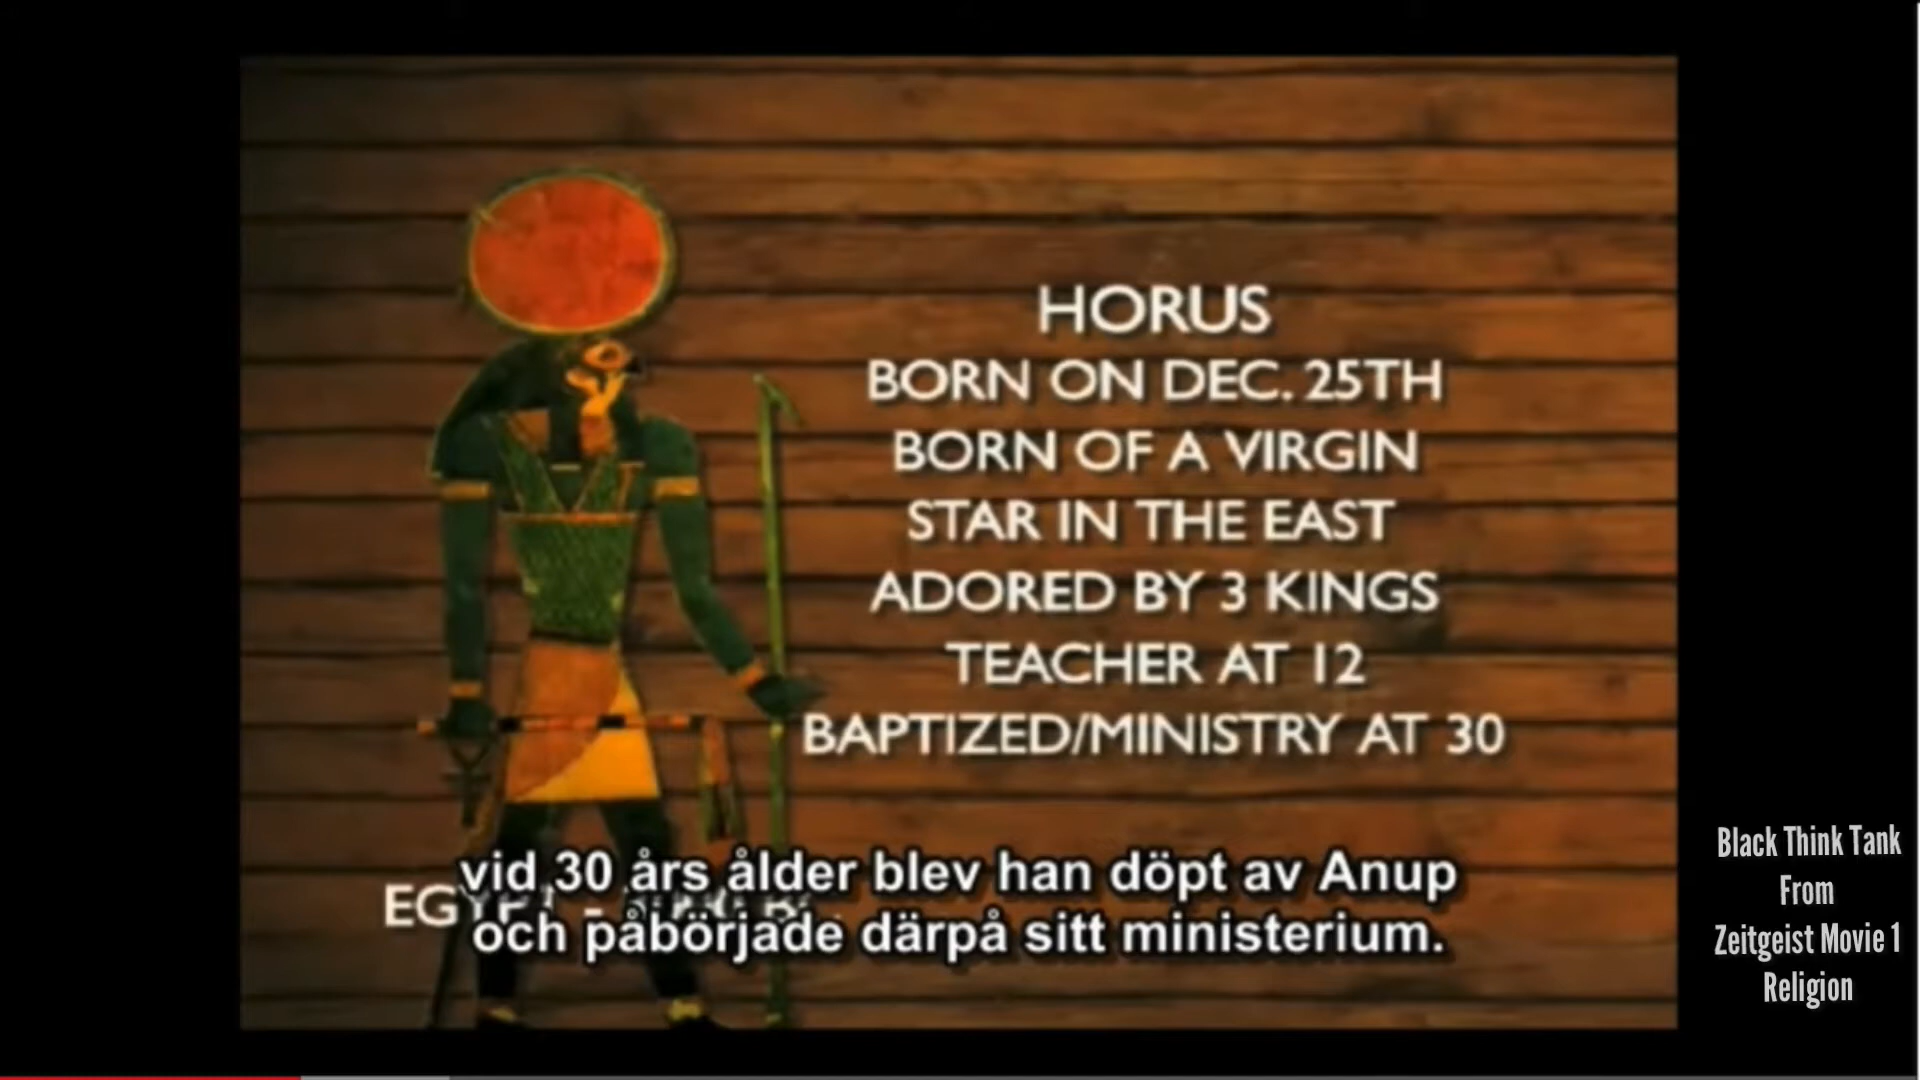 HORUS
BORN ON DEC. 25TH
BORN OF A VIRGIN
STAR IN THE EAST
ADORED BY 3 KINGS
TEACHER AT 12
BAPTIZED/MINISTRY AT 30
vid 30 års ålder blev han döpt av Anup
och påbörjade därpå sitt ministerium.
Black Think Tank
From
Zeitgeist Movie 1
Religion